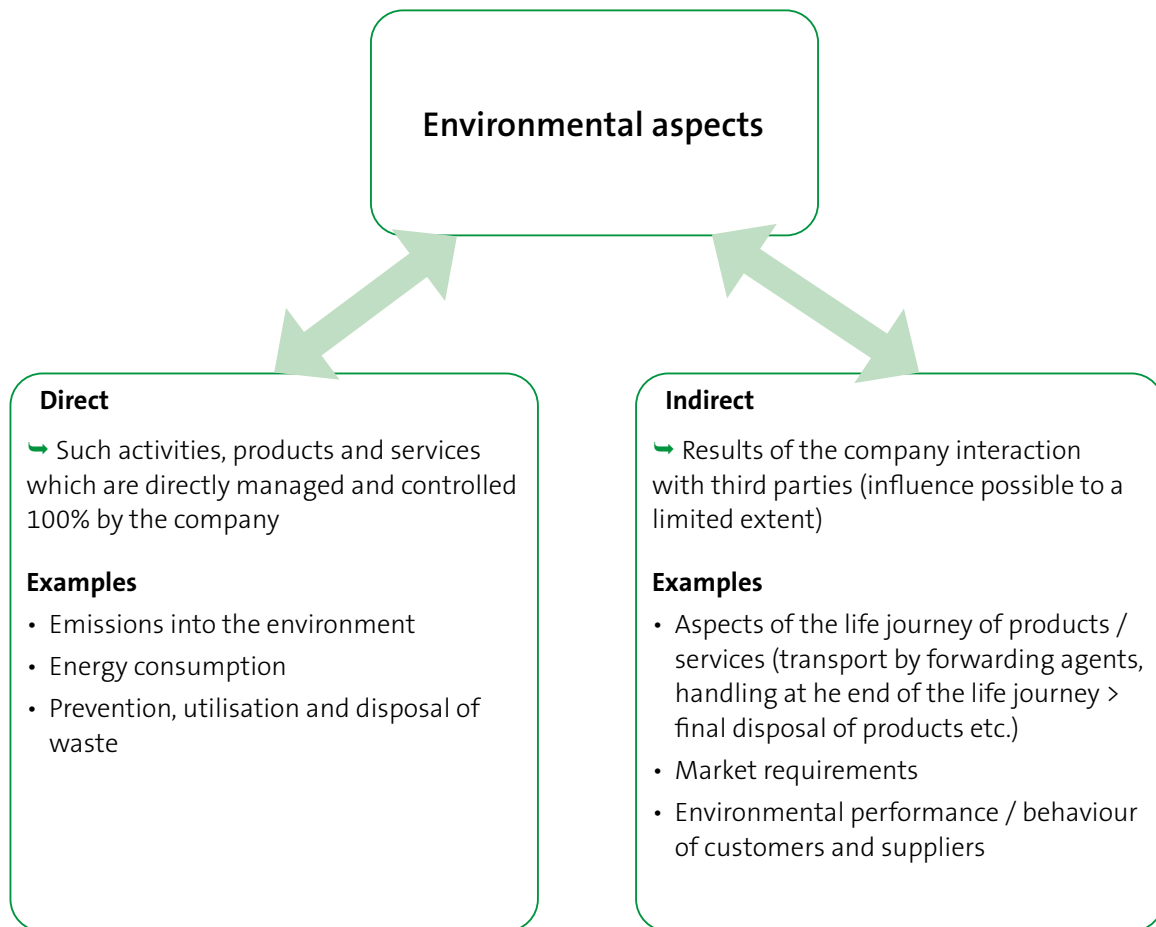 Environmental aspects
Direct
➥ Such activities, products and services
which are directly managed and controlled
100% by the company
Examples
• Emissions into the environment
• Energy consumption
• Prevention, utilisation and disposal of
waste
Indirect
➥ Results of the company interaction
with third parties (influence possible to a
limited extent)
Examples
• Aspects of the life journey of products /
services (transport by forwarding agents,
handling at he end of the life journey >
final disposal of products etc.)
• Market requirements
• Environmental performance / behaviour
of customers and suppliers